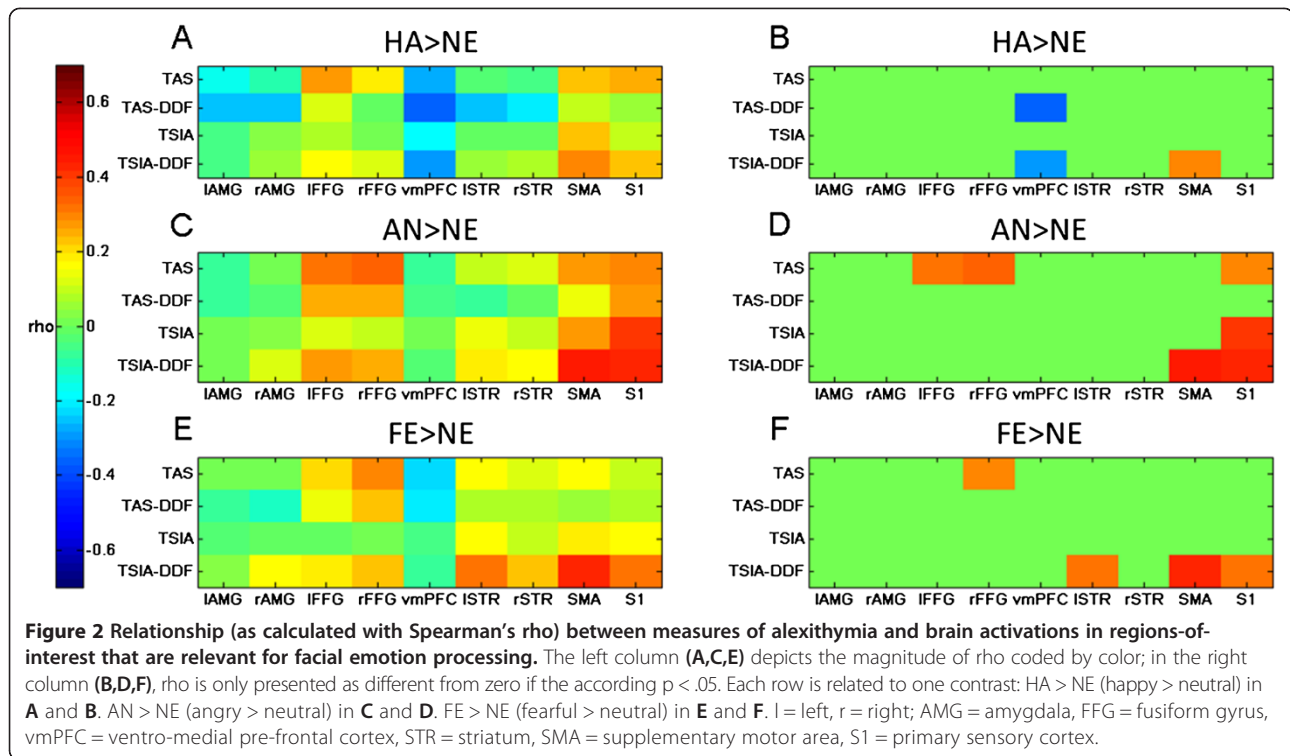 A HA>NE
B HA>NE
0.6
0.4
0.2
rho 0
-0.2
-0.4
-0.6
TAS
TAS-DDF
TSIA
TSIA-DDF
lAMG rAMG lFFG rFFG vmPFC lSTR rSTR SMA S1
TAS
TAS-DDF
TSIA
TSIA-DDF
lAMG rAMG lFFG rFFG vmPFC lSTR rSTR SMA S1
C AN>NE
D AN>NE
TAS
TAS-DDF
TSIA
TSIA-DDF
lAMG rAMG lFFG rFFG vmPFC lSTR rSTR SMA S1
TAS
TAS-DDF
TSIA
TSIA-DDF
lAMG rAMG lFFG rFFG vmPFC lSTR rSTR SMA S1
E FE>NE
F FE>NE
TAS
TAS-DDF
TSIA
TSIA-DDF
lAMG rAMG lFFG rFFG vmPFC lSTR rSTR SMA S1
TAS
TAS-DDF
TSIA
TSIA-DDF
lAMG rAMG lFFG rFFG vmPFC lSTR rSTR SMA S1
Figure 2 Relationship (as calculated with Spearman's rho) between measures of alexithymia and brain activations in regions-of-
interest that are relevant for facial emotion processing. The left column (A,C,E) depicts the magnitude of rho coded by color; in the right
column (B,D,F), rho is only presented as different from zero if the according p < .05. Each row is related to one contrast: HA > NE (happy > neutral) in
A and B. AN > NE (angry > neutral) in C and D. FE > NE (fearful > neutral) in E and F. l = left, r = right; AMG = amygdala, FFG = fusiform gyrus,
vmPFC = ventro-medial pre-frontal cortex, STR = striatum, SMA = supplementary motor area, S1 = primary sensory cortex.